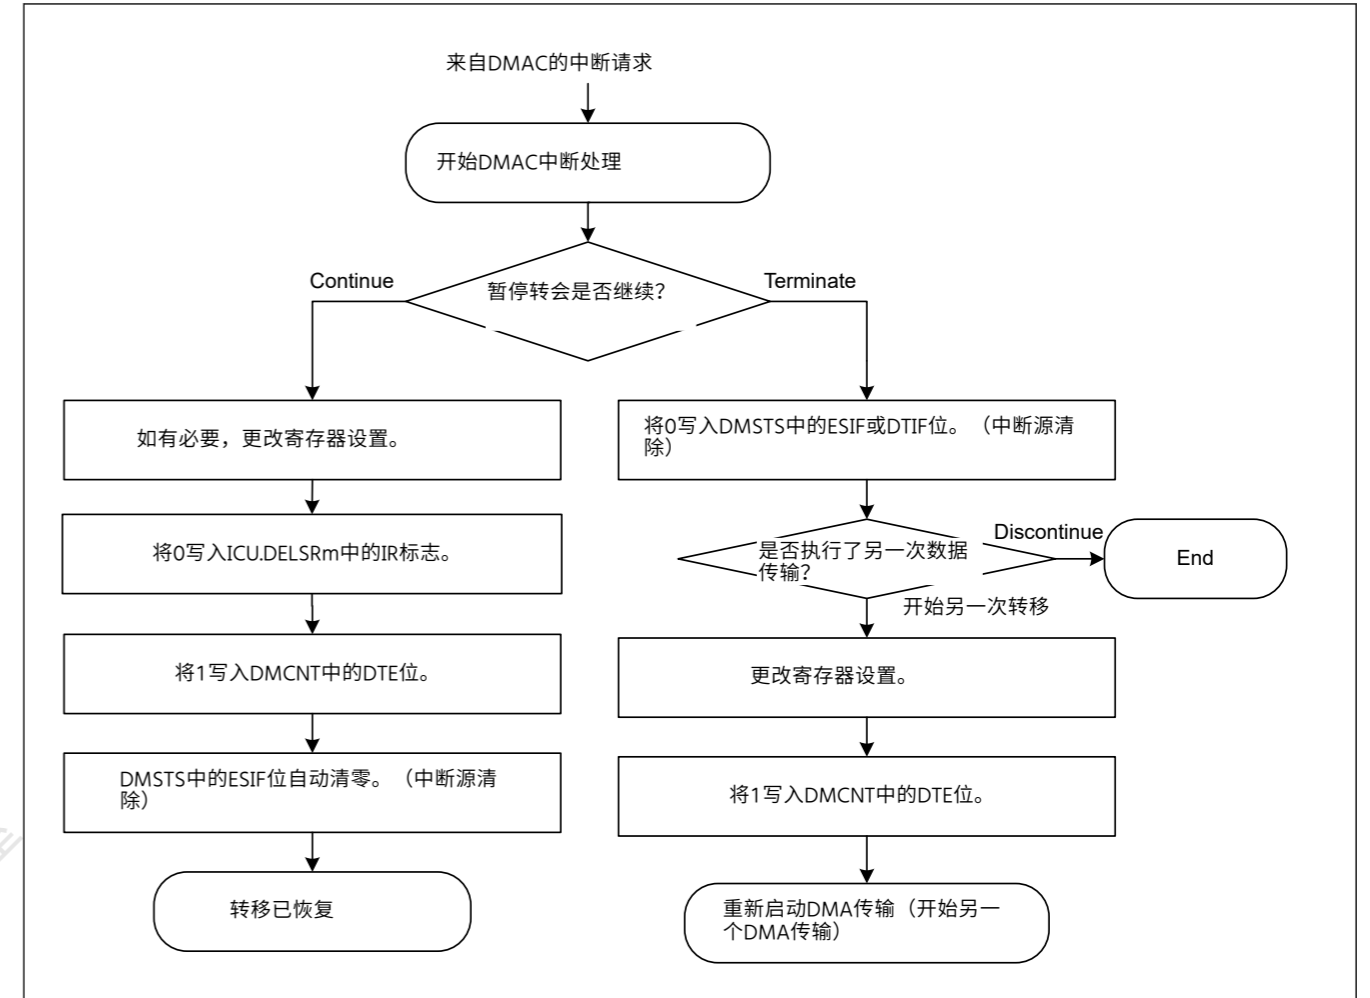 来自DMAC的中断请求
开始DMAC中断处理
暂停转会是否继续？
Continue
Terminate
如有必要，更改寄存器设置。
将0写入ICU.DELSRm中的IR标志。
将1写入DMCNT中的DTE位。
DMSTS中的ESIF位自动清零。（中断源清
除）
转移已恢复
将0写入DMSTS中的ESIF或DTIF位。（中断源清
除）
是否执行了另一次数据
传输？
Discontinue
End
开始另一次转移
更改寄存器设置。
将1写入DMCNT中的DTE位。
重新启动DMA传输（开始另一
个DMA传输）